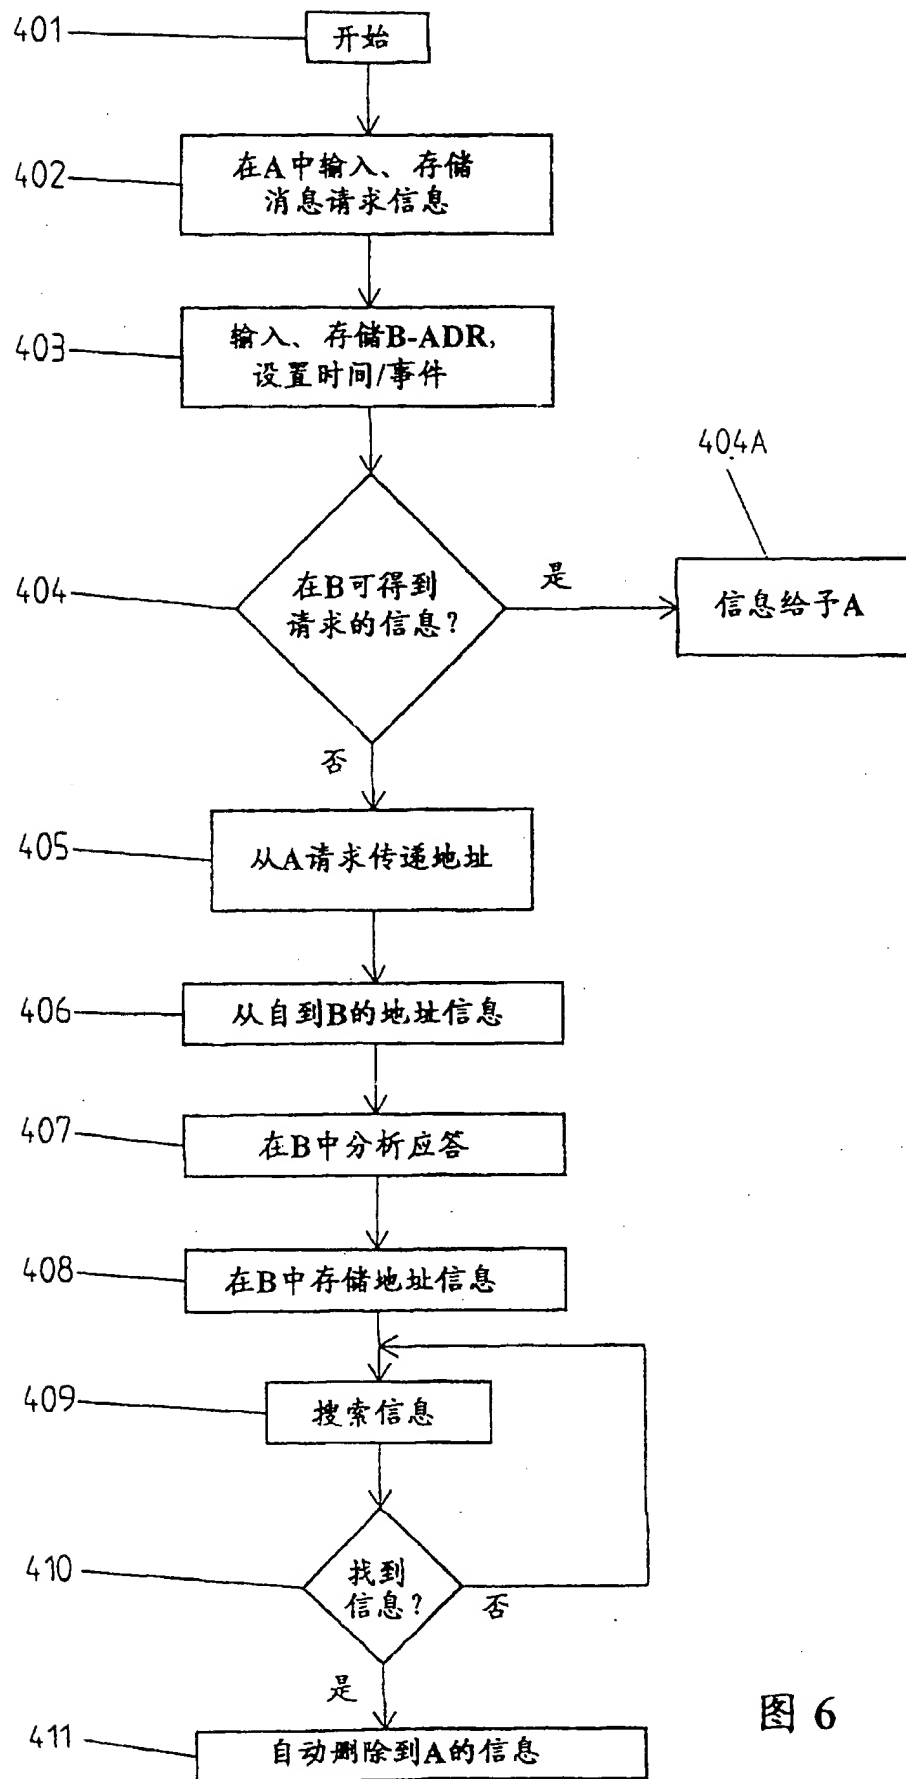 401
开始
402
在A中输入、存储
消息请求信息
403
输入、存储B-ADR,
设置时间/事件
404A
404
在B可得到
请求的信息?
是
信息给予A
否
405
从A请求传递地址
406
从自到B的地址信息
407
在B中分析应答
408
在B中存储地址信息
409
搜索信息
410
找到
信息?
否
是
411
自动删除到A的信息
图 6